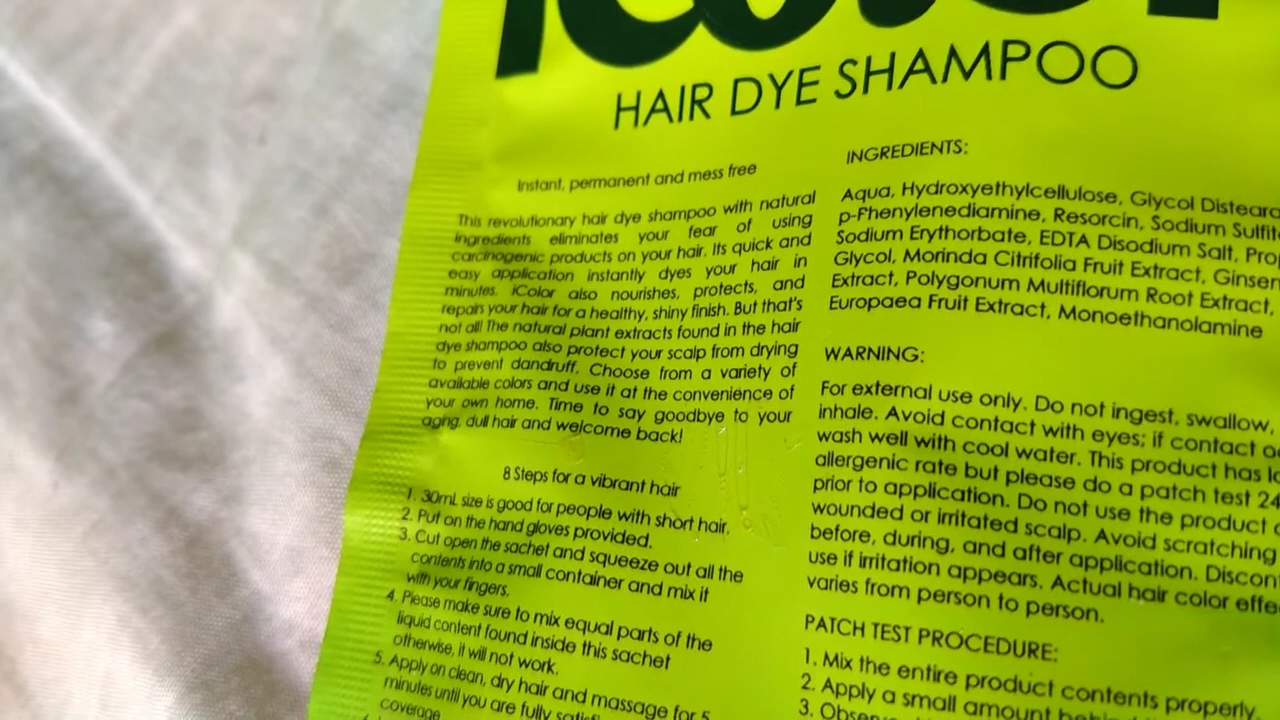 iColor
HAIR DYE SHAMPOO
Instant, permanent and mess free
This revolutionary hair dye shampoo with natural
ingredients eliminates your fear of using
carcinogenic products on your hair. Its quick and
easy application instantly dyes your hair in
minutes. iColor also nourishes, protects, and
repairs your hair for a healthy, shiny finish. But that's
not all! The natural plant extracts found in the hair
dye shampoo also protect your scalp from drying
to prevent dandruff. Choose from a variety of
available colors and use it at the convenience of
your own home. Time to say goodbye to your
aging, dull hair and welcome back!
8 Steps for a vibrant hair
1. 30mL size is good for people with short hair.
2. Put on the hand gloves provided.
3. Cut open the sachet and squeeze out all the
contents into a small container and mix it
with your fingers.
4. Please make sure to mix equal parts of the
liquid content found inside this sachet
otherwise, it will not work.
5. Apply on clean, dry hair and massage for 5
minutes until you are fully
coverage
INGREDIENTS:
Aqua, Hydroxyethylcellulose, Glycol
p-Fhenylenediamine, Resorcin, Sodium
Sodium Erythorbate, EDTA Disodium Salt,
Glycol, Morinda Citrifolia Fruit Extract,
Extract, Polygonum Multiflorum Root Extract,
Europaea Fruit Extract, Monoethanolamine
WARNING:
For external use only. Do not ingest, swallow,
inhale. Avoid contact with eyes; if contact
wash well with cool water. This product has
allergenic rate but please do a patch test 24
prior to application. Do not use the product
wounded or irritated scalp. Avoid scratching
before, during, and after application.
use if irritation appears. Actual hair color
varies from person to person.
PATCH TEST PROCEDURE:
1. Mix the entire product contents properly.
2. Apply a small amount
3.